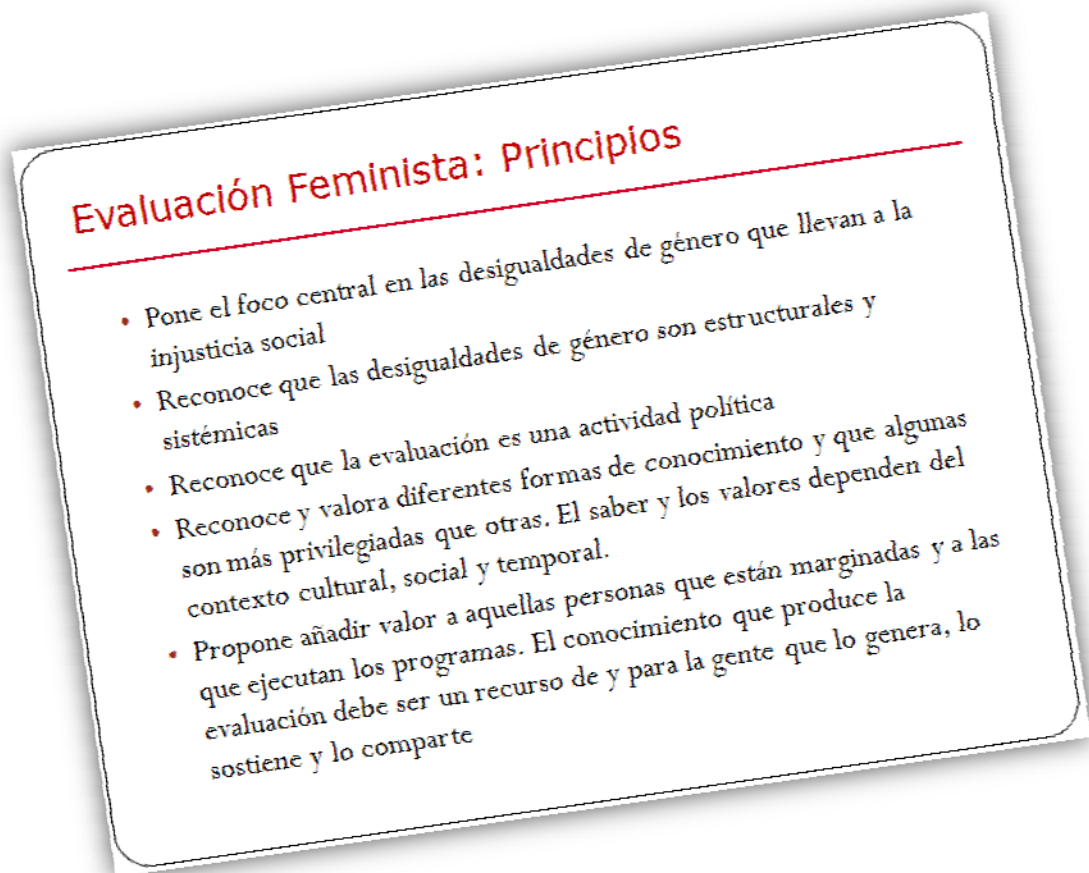 Evaluación Feminista: Principios
• Pone el foco central en las desigualdades de género que llevan a la
injusticia social
• Reconoce que las desigualdades de género son estructurales y
sistémicas
• Reconoce que la evaluación es una actividad política
• Reconoce y valora diferentes formas de conocimiento y que algunas
son más privilegiadas que otras. El saber y los valores dependen del
contexto cultural, social y temporal.
• Propone añadir valor a aquellas personas que están marginadas y a las
que ejecutan los programas. El conocimiento que produce la
evaluación debe ser un recurso de y para la gente que lo genera, lo
sostiene y lo comparte